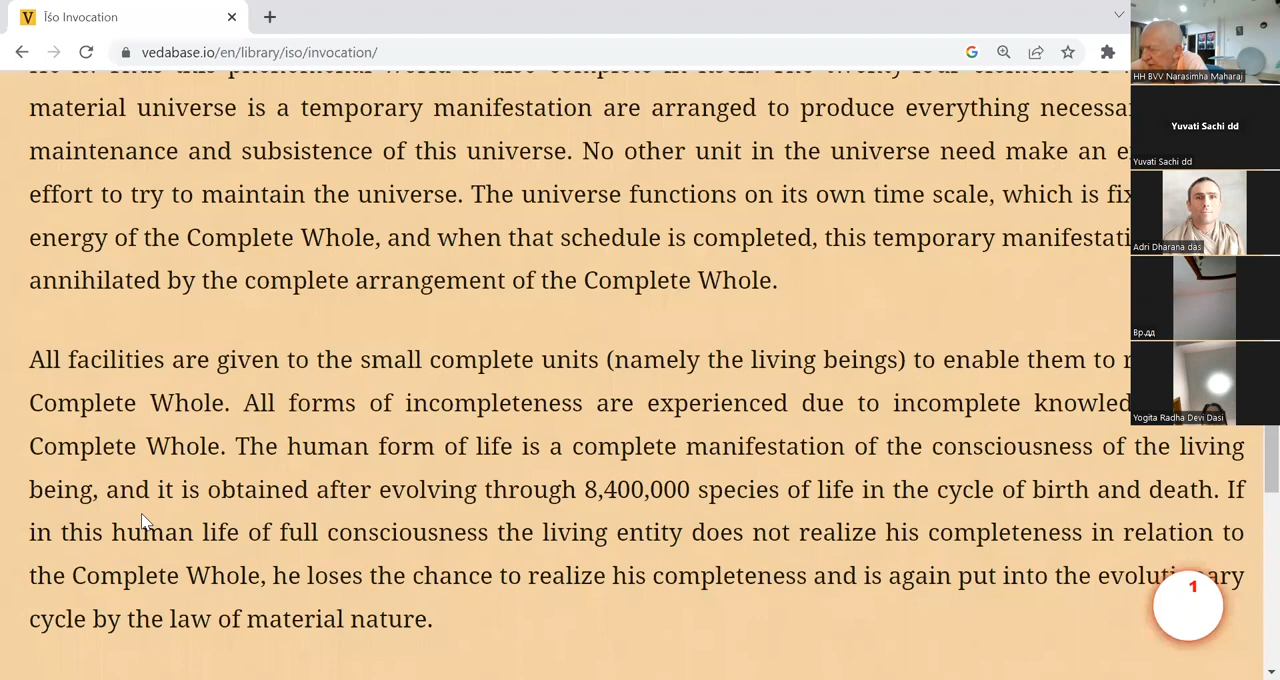 Īśo Invocation
vedabase.io/en/library/iso/invocation/
material universe is a temporary manifestation are arranged to produce everything
maintenance and subsistence of this universe. No other unit in the universe need make an
effort to try to maintain the universe. The universe functions on its own time scale, which is
energy of the Complete Whole, and when that schedule is completed, this temporary
annihilated by the complete arrangement of the Complete Whole.
All facilities are given to the small complete units (namely the living beings) to enable them to
Complete Whole. All forms of incompleteness are experienced due to incomplete
Complete Whole. The human form of life is a complete manifestation of the consciousness of the living
being, and it is obtained after evolving through 8,400,000 species of life in the cycle of birth and death. If
in this human life of full consciousness the living entity does not realize his completeness in relation to
the Complete Whole, he loses the chance to realize his completeness and is again put into the evolutionary
cycle by the law of material nature.
HH BVV Narasimha Maharaj
Yuvati Sachi dd
Yuvati Sachi dd
Adri Dharana das
Вр.дд
Yogita Radha Devi Dasi
1